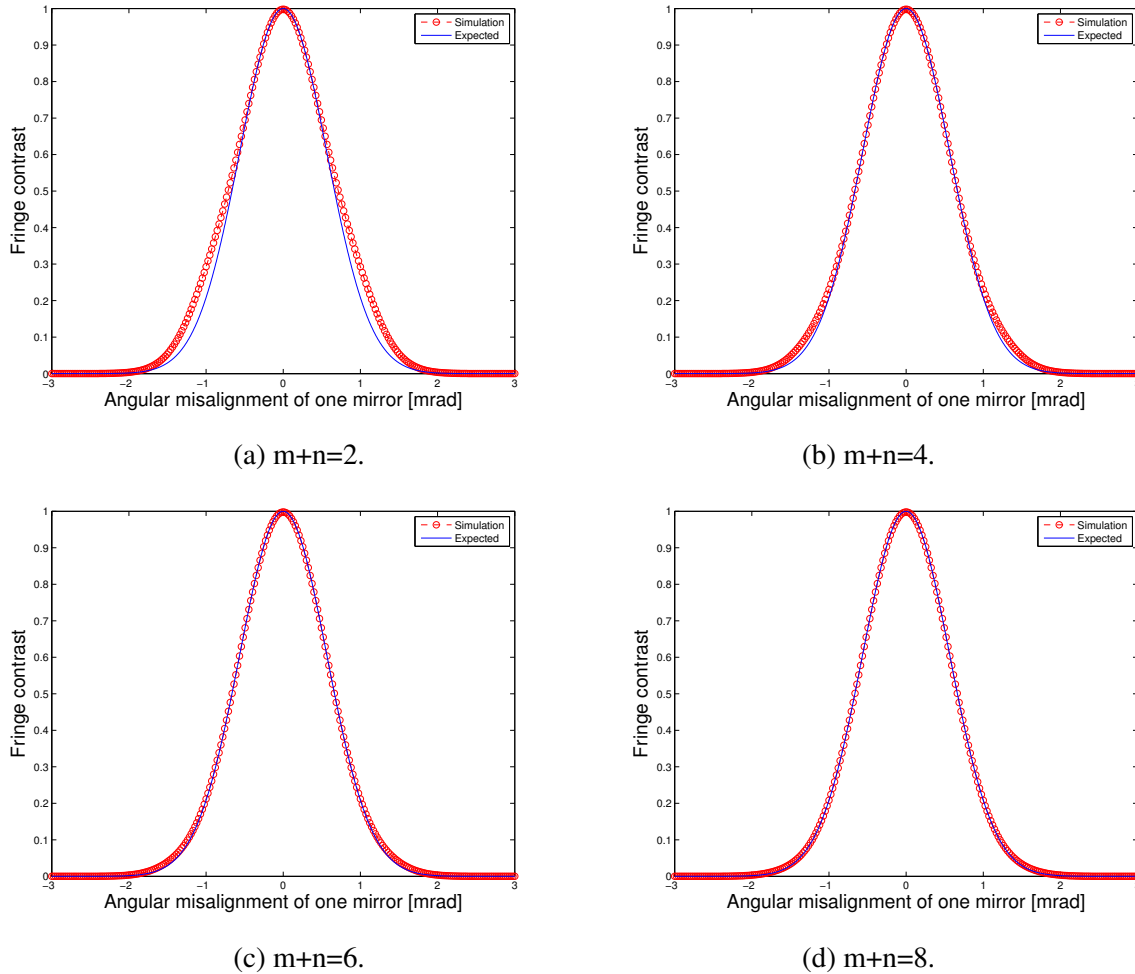 1
0.9
0.8
0.7
0.6
0.5
0.4
0.3
0.2
0.1
0
Fringe contrast
Simulation
Expected
−3 −2 −1 0 1 2 3
Angular misalignment of one mirror [mrad]
(a) m+n=2.
1
0.9
0.8
0.7
0.6
0.5
0.4
0.3
0.2
0.1
0
Fringe contrast
Simulation
Expected
−3 −2 −1 0 1 2
Angular misalignment of one mirror [mrad]
(b) m+n=4.
1
0.9
0.8
0.7
0.6
0.5
0.4
0.3
0.2
0.1
0
Fringe contrast
Simulation
Expected
−3 −2 −1 0 1 2 3
Angular misalignment of one mirror [mrad]
(c) m+n=6.
1
0.9
0.8
0.7
0.6
0.5
0.4
0.3
0.2
0.1
0
Fringe contrast
Simulation
Expected
−3 −2 −1 0 1 2
Angular misalignment of one mirror [mrad]
(d) m+n=8.